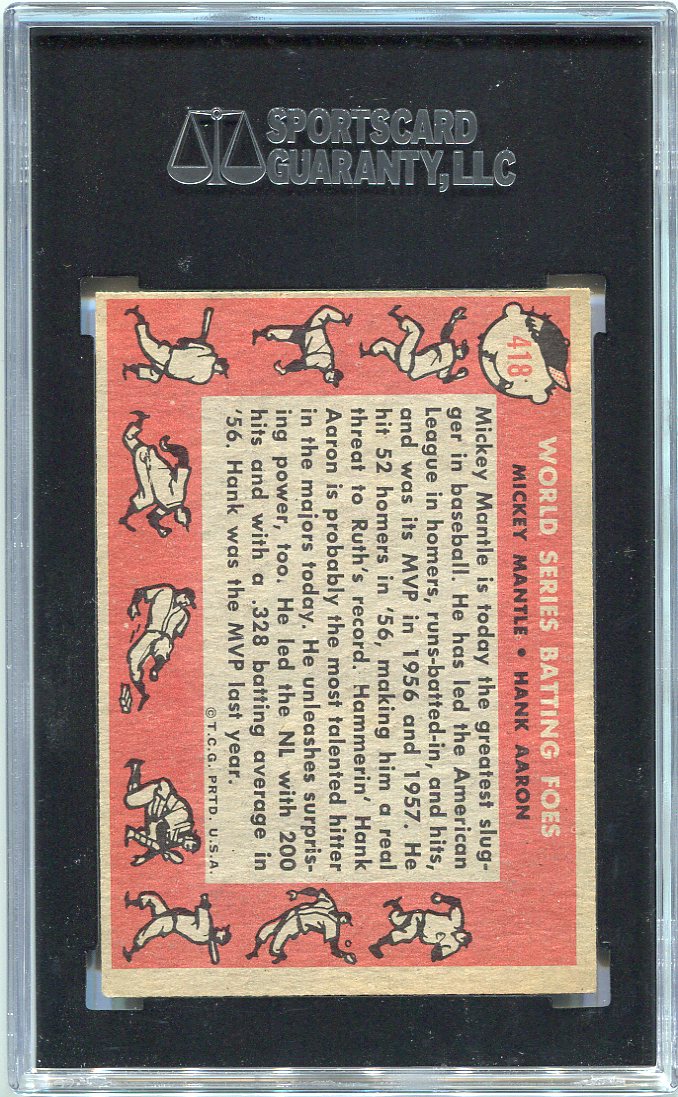 SPORTSCARD
GUARANTY, LLC
418
WORLD SERIES BATTING FOES
MICKEY MANTLE • HANK AARON
Mickey Mantle is today the greatest slug-
ger in baseball. He has led the American
League in homers, runs-batted-in, and hits,
and was its MVP in 1956 and 1957. He
hit 52 homers in '56, making him a real
threat to Ruth's record. Hammerin' Hank
Aaron is probably the most talented hitter
in the majors today. He unleashes surpris-
ing power, too. He led the NL with 200
hits and with a .328 batting average in
'56. Hank was the MVP last year.
© T.C.G. PRTD. U.S.A.